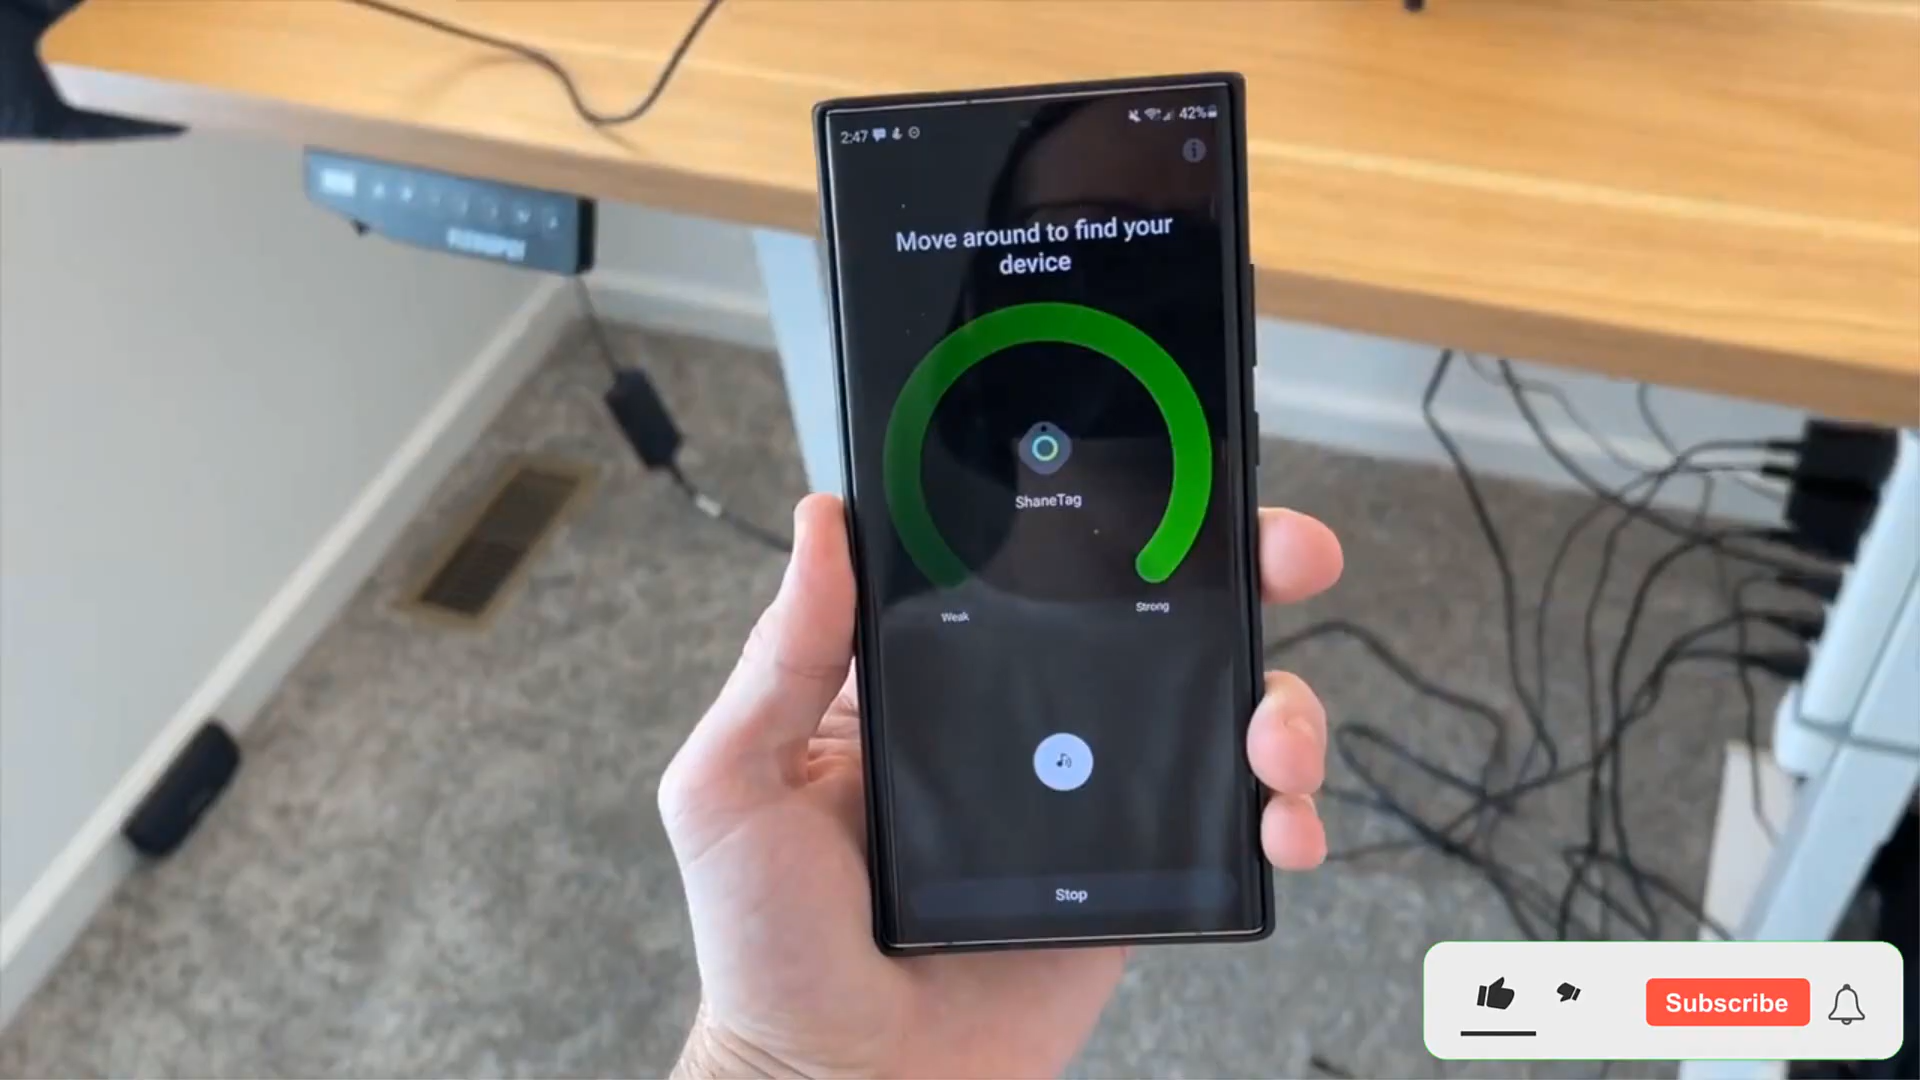 2:47
42%
Move around to find your
device
ShaneTag
Weak
Strong
Stop
Subscribe